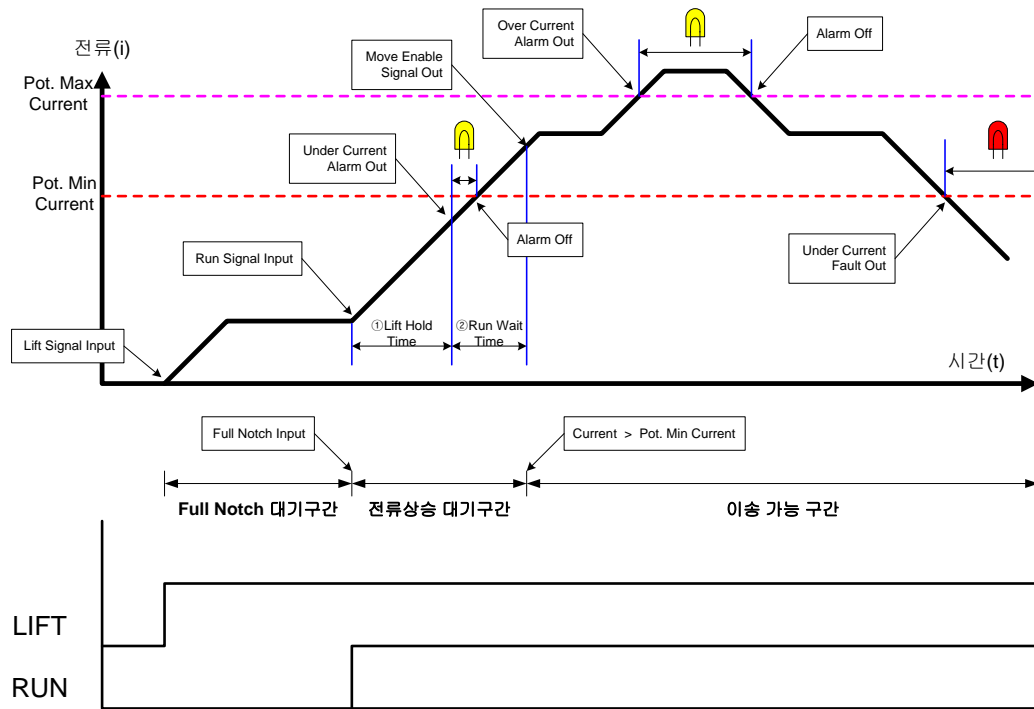 전류(i)
Pot. Max
Current
Over Current
Alarm Out
Alarm Off
Move Enable
Signal Out
Under Current
Alarm Out
Pot. Min
Current
Alarm Off
Run Signal Input
Under Current
Fault Out
①Lift Hold
Time
②Run Wait
Time
Lift Signal Input
시간(t)
Full Notch Input
Current > Pot. Min Current
Full Notch 대기구간
전류상승 대기구간
이송 가능 구간
LIFT
RUN